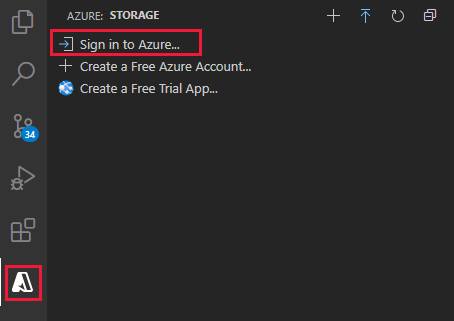 AZURE: STORAGE
Sign in to Azure...
Create a Free Azure Account...
Create a Free Trial App...
34